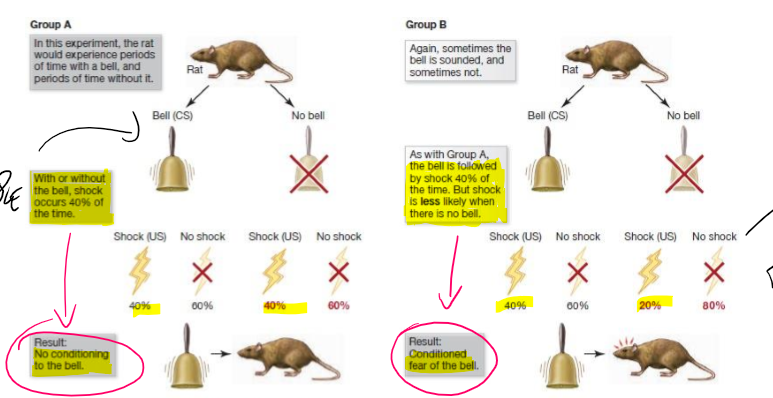 Group A
In this experiment, the rat
would experience periods
of time with a bell, and
periods of time without it.
Rat
Bell (CS)
No bell
With or without
the bell, shock
occurs 40% of
the time.
Shock (US)
No shock
Shock (US)
No shock
40%
60%
40%
60%
Result:
No conditioning
to the bell.
Group B
Again, sometimes the
bell is sounded, and
sometimes not.
Rat
Bell (CS)
No bell
As with Group A,
the bell is followed
by shock 40% of
the time. But shock
is less likely when
there is no bell.
Shock (US)
No shock
Shock (US)
No shock
40%
60%
20%
80%
Result:
Conditioned
fear of the bell.